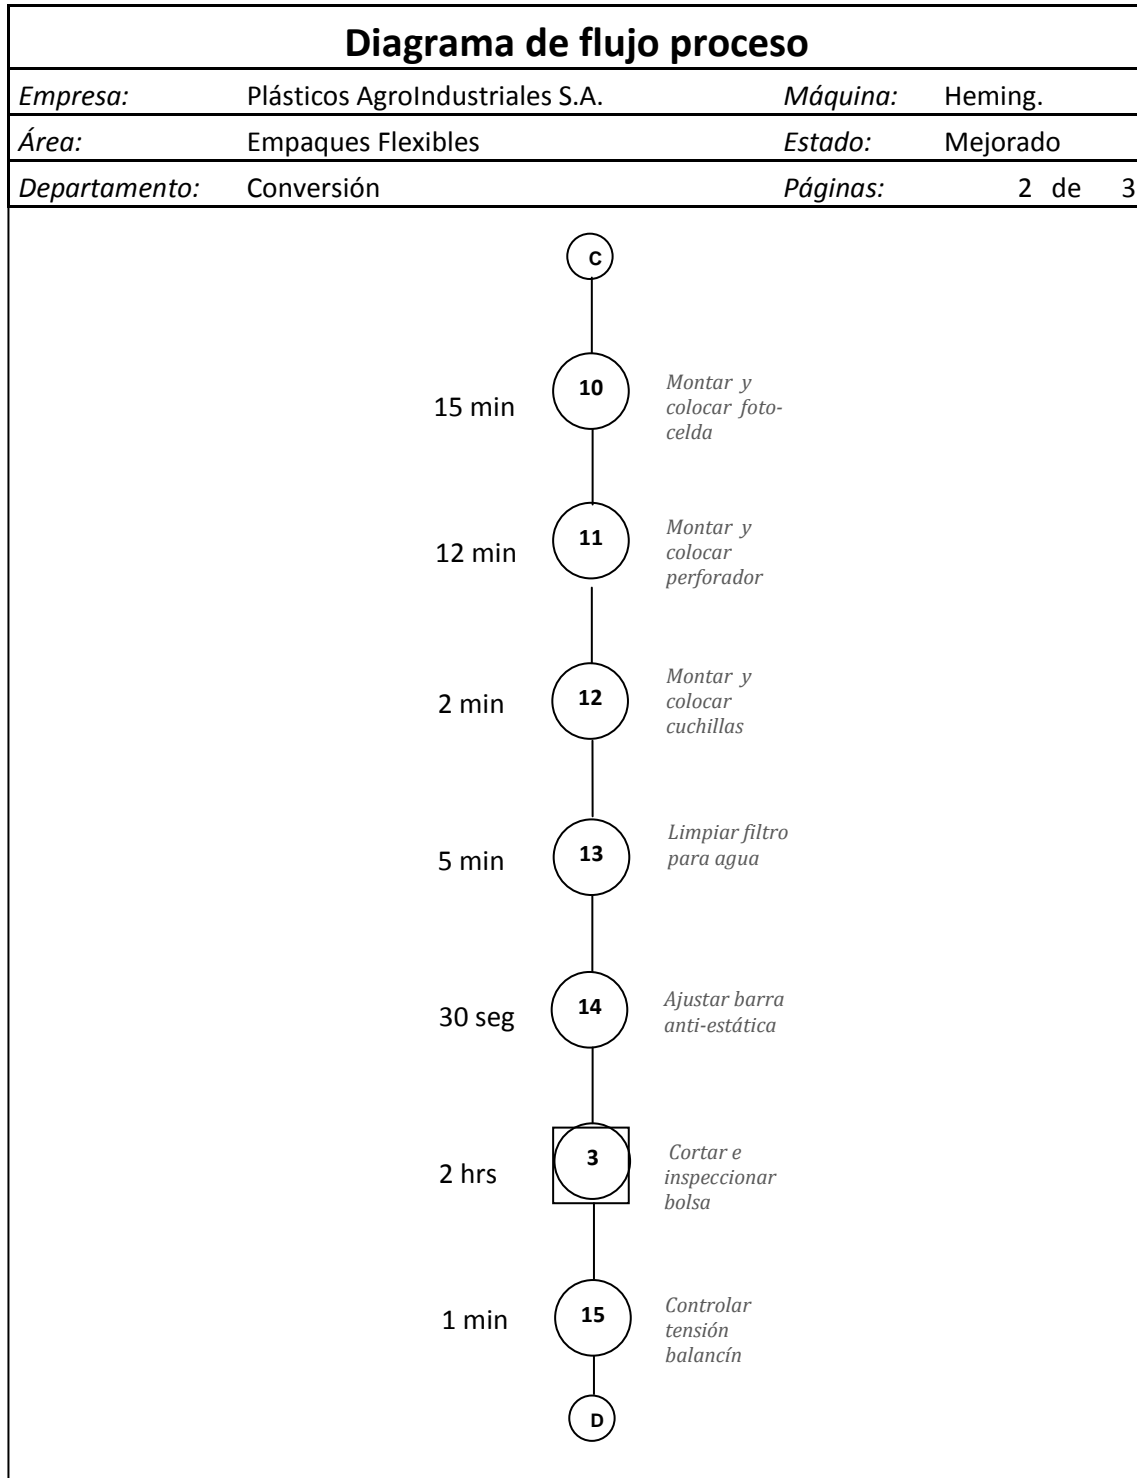 Diagrama de flujo proceso
Empresa: Plásticos AgroIndustriales S.A. Máquina: Heming.
Área: Empaques Flexibles Estado: Mejorado
Departamento: Conversión Páginas: 2 de 3
C
15 min
10
Montar y
colocar foto-
celda
12 min
11
Montar y
colocar
perforador
2 min
12
Montar y
colocar
cuchillas
5 min
13
Limpiar filtro
para agua
30 seg
14
Ajustar barra
anti-estática
2 hrs
3
Cortar e
inspeccionar
bolsa
1 min
15
Controlar
tensión
balancín
D